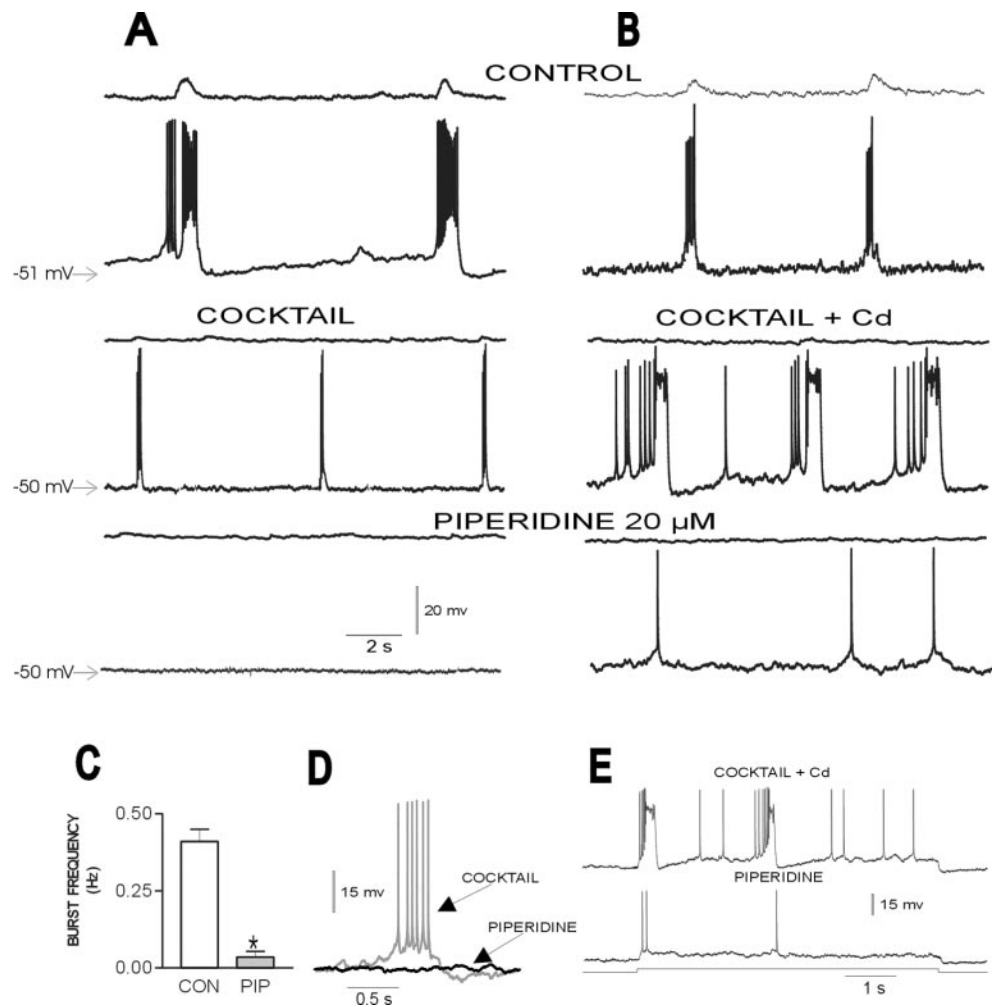 A
B
CONTROL
-51 mV
COCKTAIL
COCKTAIL + Cd
-50 mV
PIPERIDINE 20 µM
20 mv
2 s
-50 mV
C
D
E
BURST FREQUENCY
(Hz)
0.50
0.25
0.00
*
CON
PIP
15 mv
COCKTAIL
PIPERIDINE
0.5 s
COCKTAIL + Cd
PIPERIDINE
15 mv
1 s